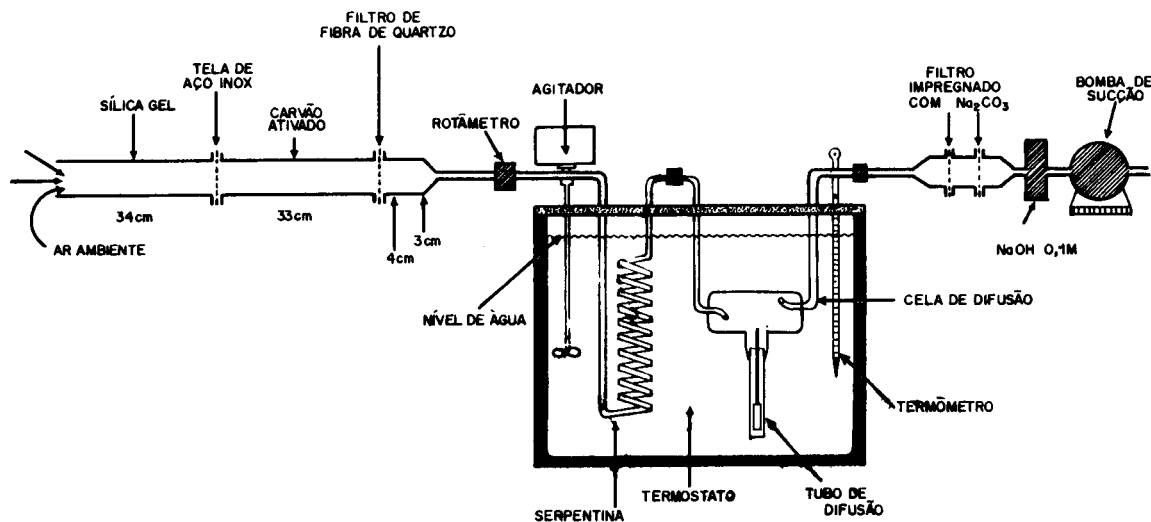 FILTRO DE
FIBRA DE QUARTZO
TELA DE
AÇO INOX
SÍLICA GEL
CARVÃO
ATIVADO
ROTÂMETRO
AGITADOR
FILTRO
IMPREGNADO
COM Na₂CO₃
BOMBA DE
SUCÇÃO
34cm
33cm
4cm
3cm
AR AMBIENTE
NaOH 0,1M
NÍVEL DE ÀGUA
CELA DE DIFUSÃO
TERMÔMETRO
SERPENTINA
TERMOSTATO
TUBO DE
DIFUSÃO